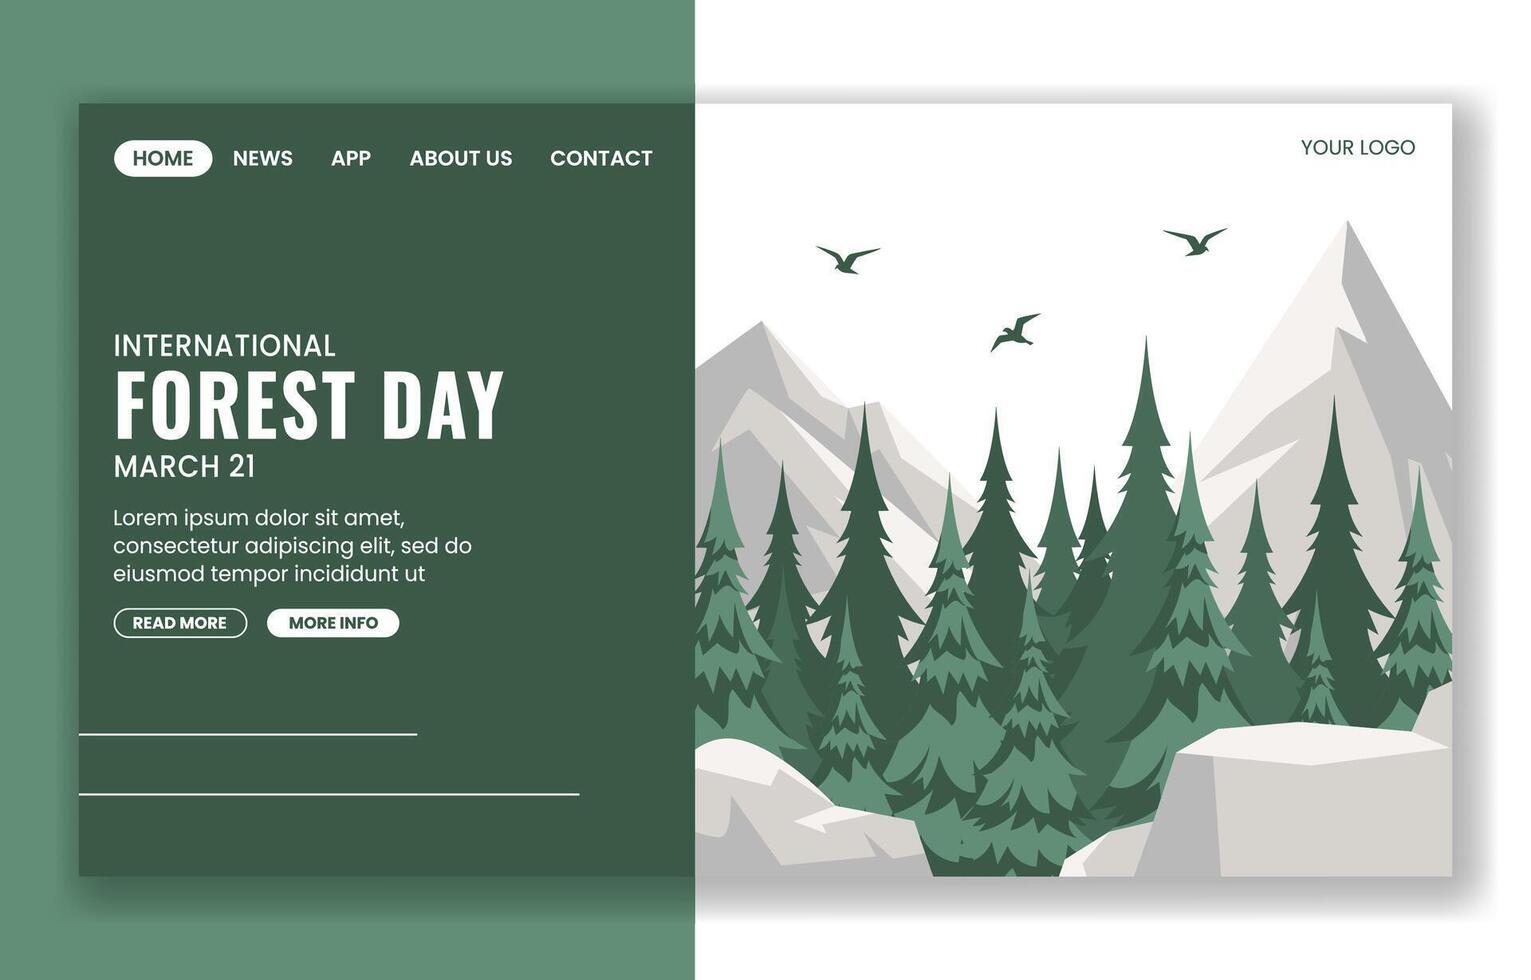 HOME NEWS APP ABOUT US CONTACT
YOUR LOGO
INTERNATIONAL
FOREST DAY
MARCH 21
Lorem ipsum dolor sit amet,
consectetur adipiscing elit, sed do
eiusmod tempor incididunt ut
READ MORE MORE INFO